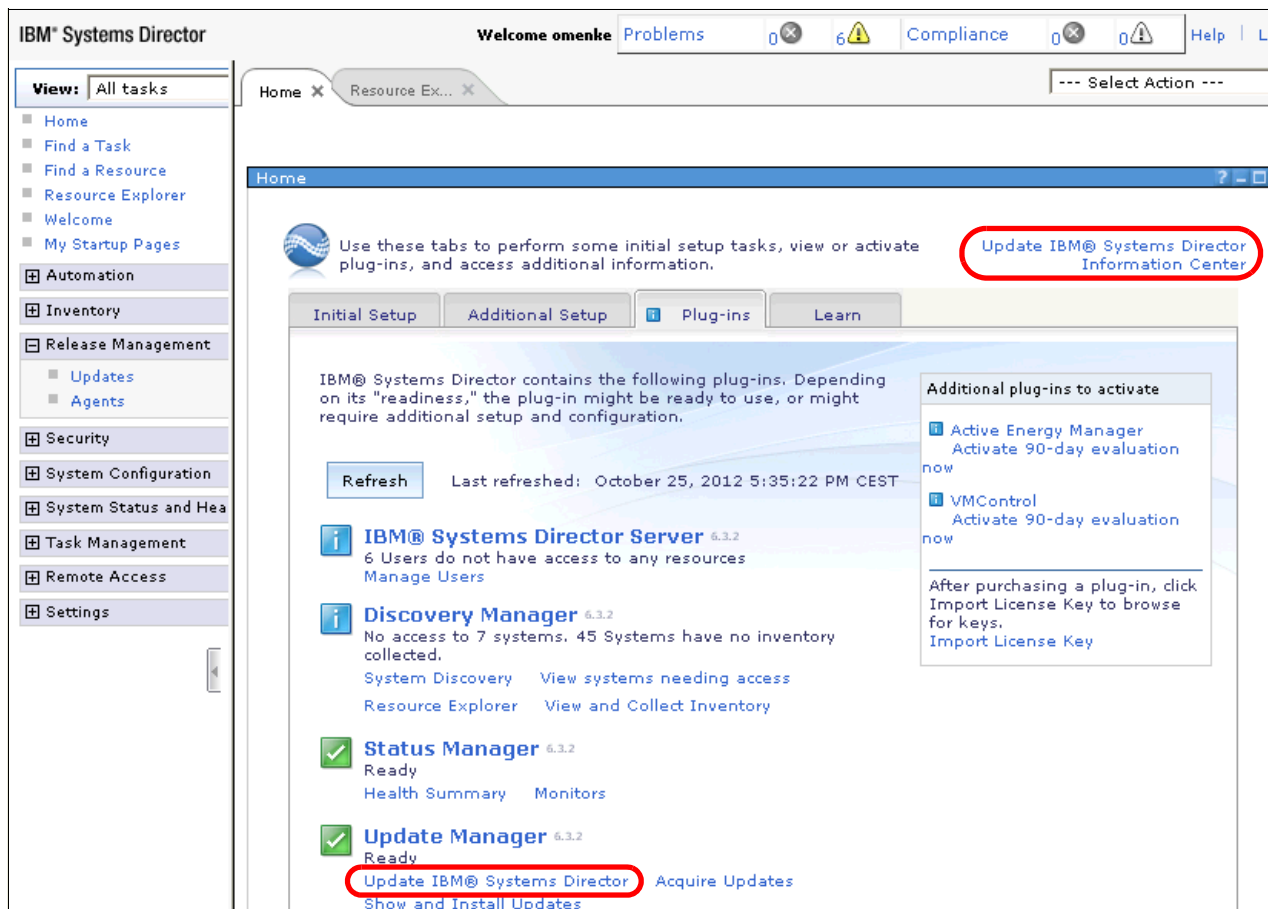 IBM® Systems Director
Welcome omenke Problems 0 6 Compliance 0 0 Help | L
View: All tasks
Home
Find a Task
Find a Resource
Resource Explorer
Welcome
My Startup Pages
Automation
Inventory
Release Management
Updates
Agents
Security
System Configuration
System Status and Hea
Task Management
Remote Access
Settings
Home Resource Ex... --- Select Action ---
Home
Use these tabs to perform some initial setup tasks, view or activate
plug-ins, and access additional information.
Update IBM® Systems Director
Information Center
Initial Setup Additional Setup Plug-ins Learn
IBM® Systems Director contains the following plug-ins. Depending
on its "readiness," the plug-in might be ready to use, or might
require additional setup and configuration.
Refresh Last refreshed: October 25, 2012 5:35:22 PM CEST
IBM® Systems Director Server 6.3.2
6 Users do not have access to any resources
Manage Users
Discovery Manager 6.3.2
No access to 7 systems. 45 Systems have no inventory
collected.
System Discovery View systems needing access
Resource Explorer View and Collect Inventory
Status Manager 6.3.2
Ready
Health Summary Monitors
Update Manager 6.3.2
Ready
Update IBM® Systems Director Acquire Updates
Show and Install Updates
Additional plug-ins to activate
Active Energy Manager
Activate 90-day evaluation
now
VMControl
Activate 90-day evaluation
now
After purchasing a plug-in, click
Import License Key to browse
for keys.
Import License Key